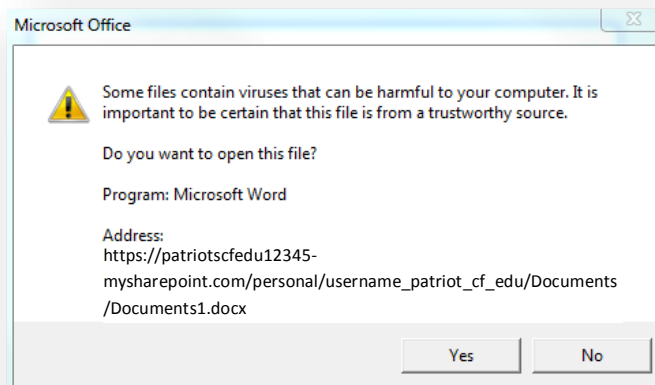 Microsoft Office
Some files contain viruses that can be harmful to your computer. It is
important to be certain that this file is from a trustworthy source.
Do you want to open this file?
Program: Microsoft Word
Address:
https://patriotscfedu12345-
mysharepoint.com/personal/username_patriot_cf_edu/Documents
/Documents1.docx
Yes
No